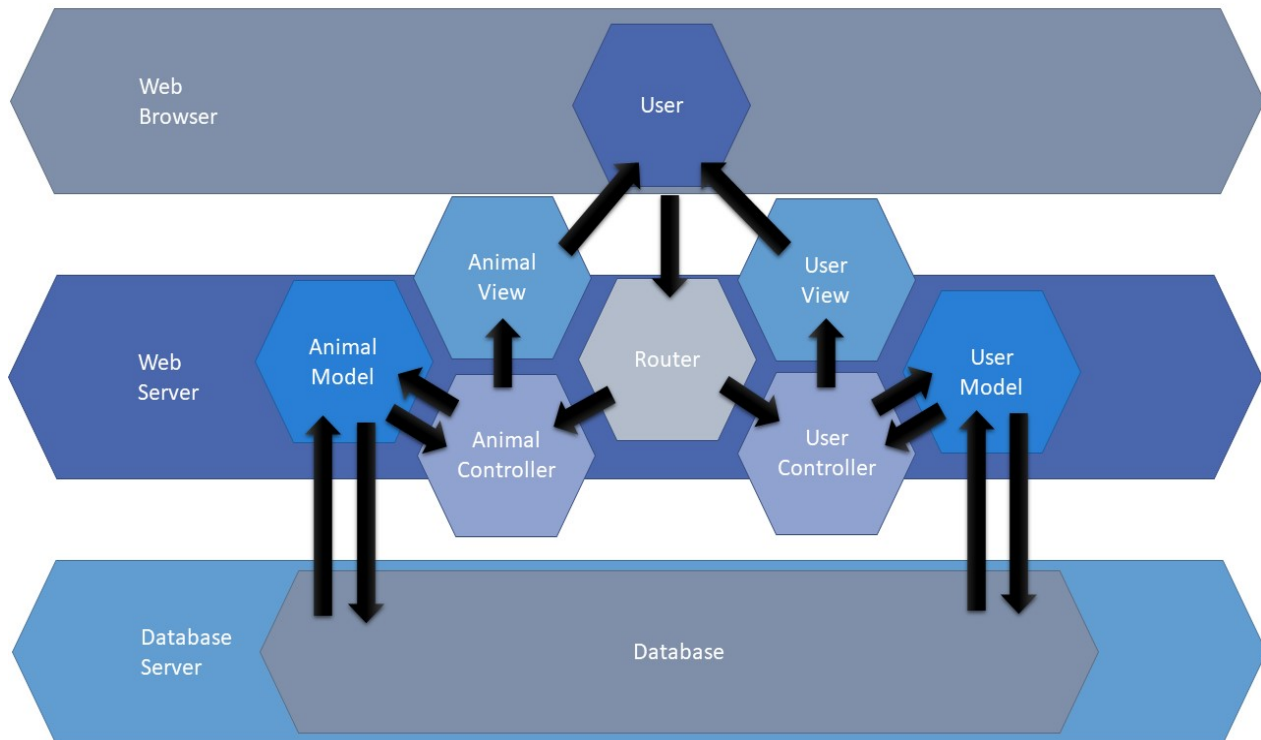 Web
Browser
User
Animal
View
User
View
Web
Server
Animal
Model
Router
User
Model
Animal
Controller
User
Controller
Database
Server
Database